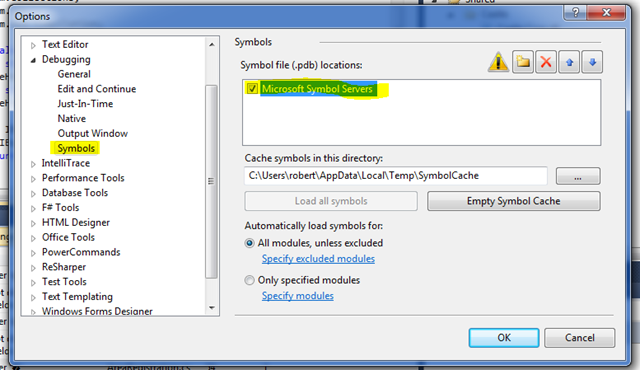 Shared
Options
Text Editor
Debugging
General
Edit and Continue
Just-In-Time
Native
Output Window
Symbols
IntelliTrace
Performance Tools
Database Tools
F# Tools
HTML Designer
Office Tools
PowerCommands
ReSharper
Test Tools
Text Templating
Windows Forms Designer
Symbols
Symbol file (.pdb) locations:
Microsoft Symbol Servers
Cache symbols in this directory:
C:\Users\robert\AppData\Local\Temp\SymbolCache
...
Load all symbols
Empty Symbol Cache
Automatically load symbols for:
All modules, unless excluded
Specify excluded modules
Only specified modules
Specify modules
OK
Cancel